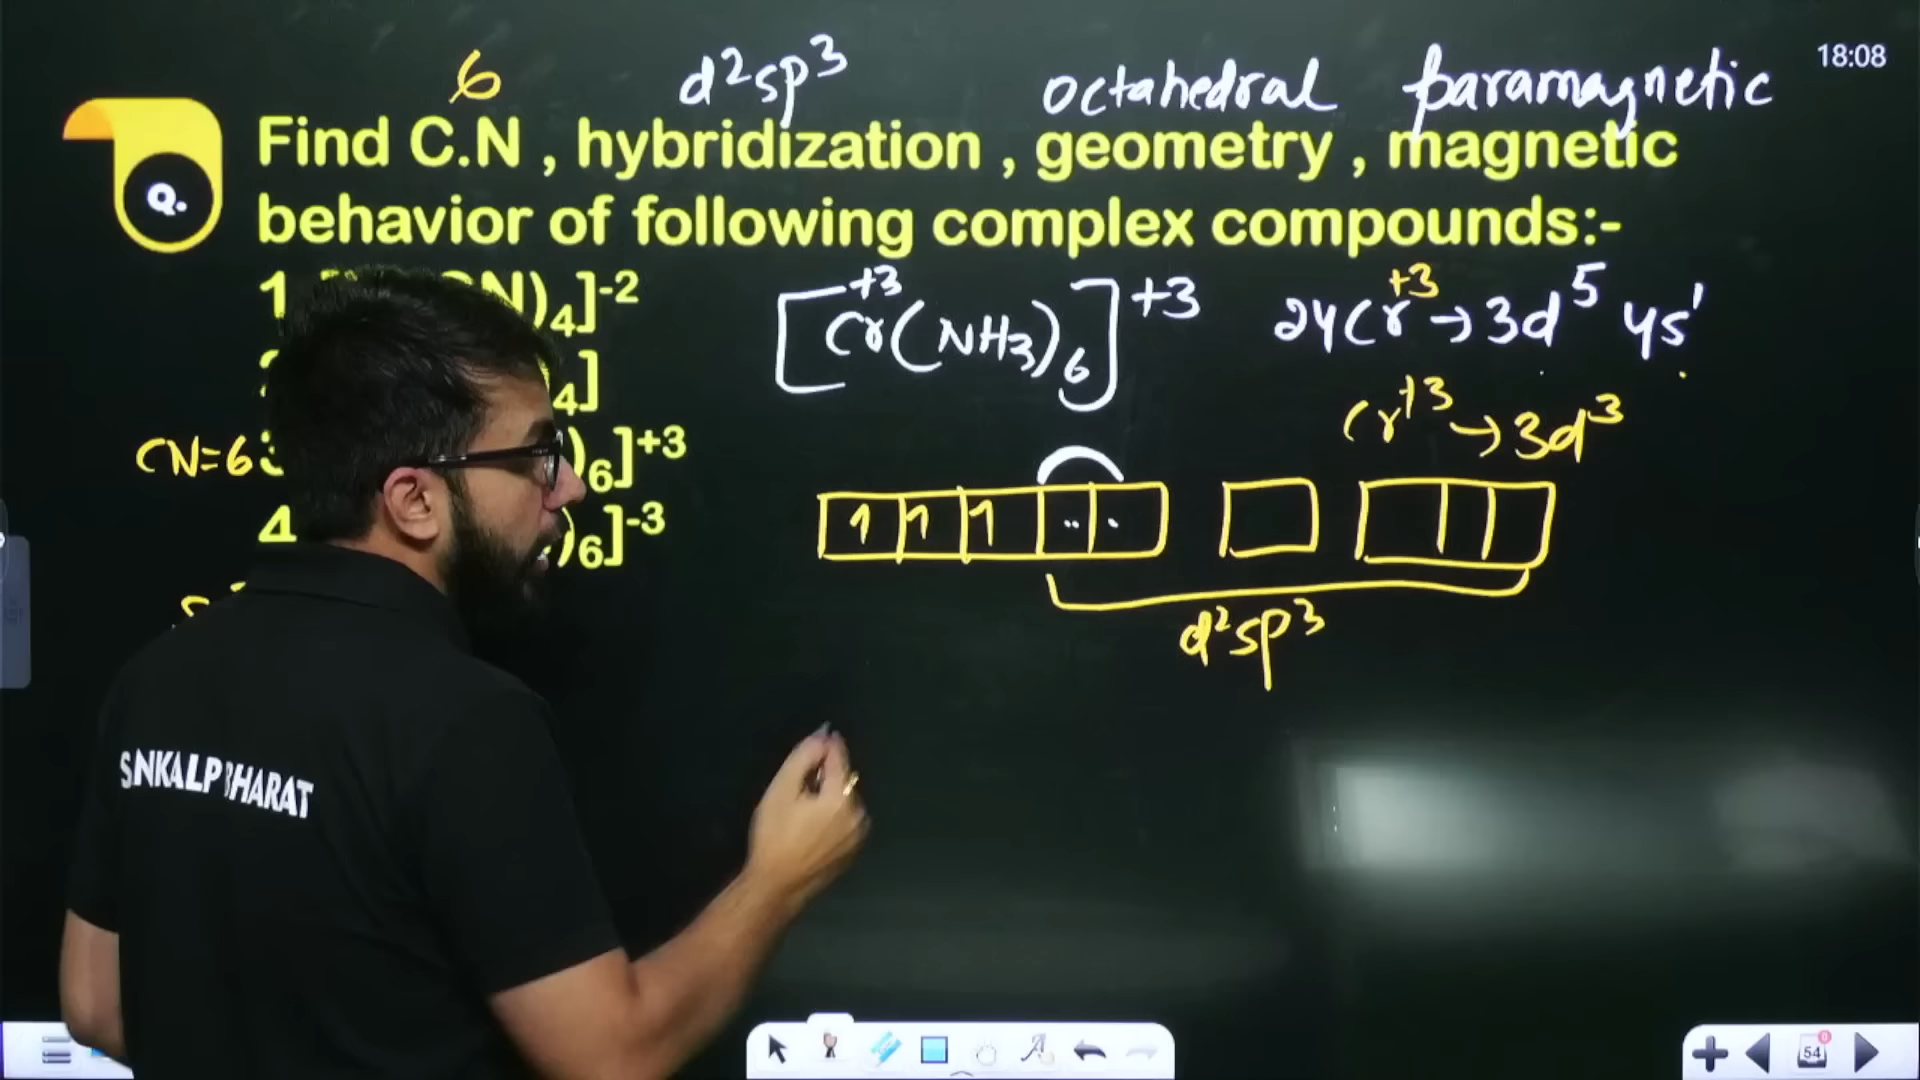 18:08
6 d²sp³ octahedral paramagnetic
Q.
Find C.N , hybridization , geometry , magnetic
behavior of following complex compounds:-
1 N)₄]⁻²
₄]
CN=6 )₆]⁺³
4 )₆]⁻³
[Cr⁺³(NH3)₆]⁺³ 24Cr⁺³→3d⁵ 4s¹
Cr⁺³→3d³
1 1 1
d²sp³
SNKALP BHARAT
54